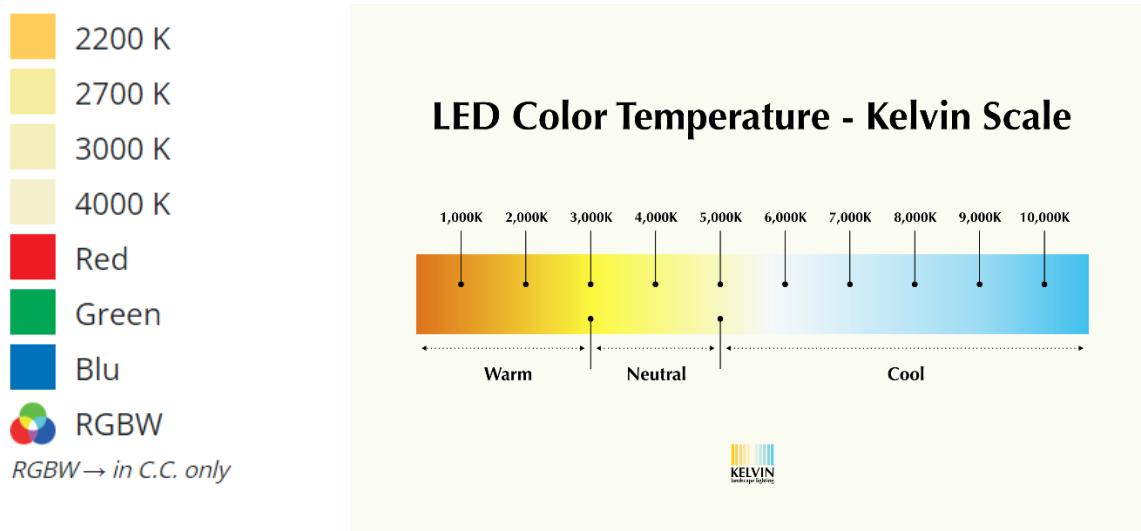 2200 K
2700 K
3000 K
4000 K
Red
Green
Blu
RGBW
RGBW → in C.C. only
LED Color Temperature - Kelvin Scale
1,000K 2,000K 3,000K 4,000K 5,000K 6,000K 7,000K 8,000K 9,000K 10,000K
Warm Neutral Cool
KELVIN
landscape lighting